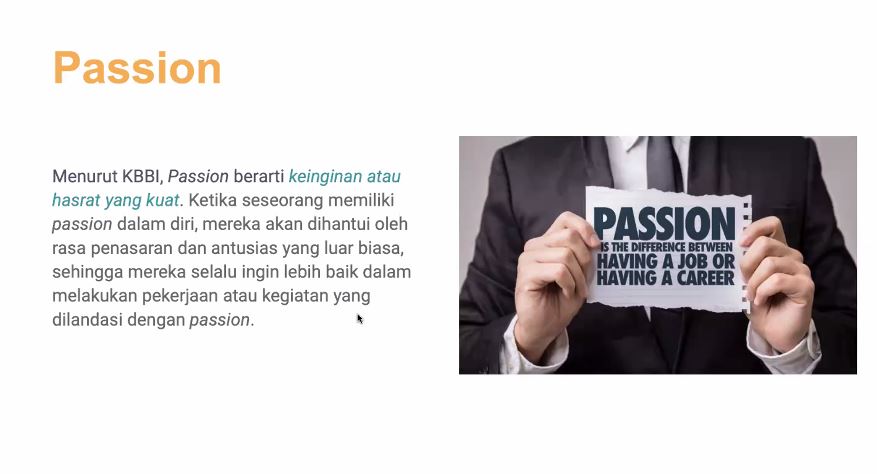 Passion
Menurut KBBI, Passion berarti keinginan atau
hasrat yang kuat. Ketika seseorang memiliki
passion dalam diri, mereka akan dihantui oleh
rasa penasaran dan antusias yang luar biasa,
sehingga mereka selalu ingin lebih baik dalam
melakukan pekerjaan atau kegiatan yang
dilandasi dengan passion.
PASSION
IS THE DIFFERENCE BETWEEN
HAVING A JOB OR
HAVING A CAREER